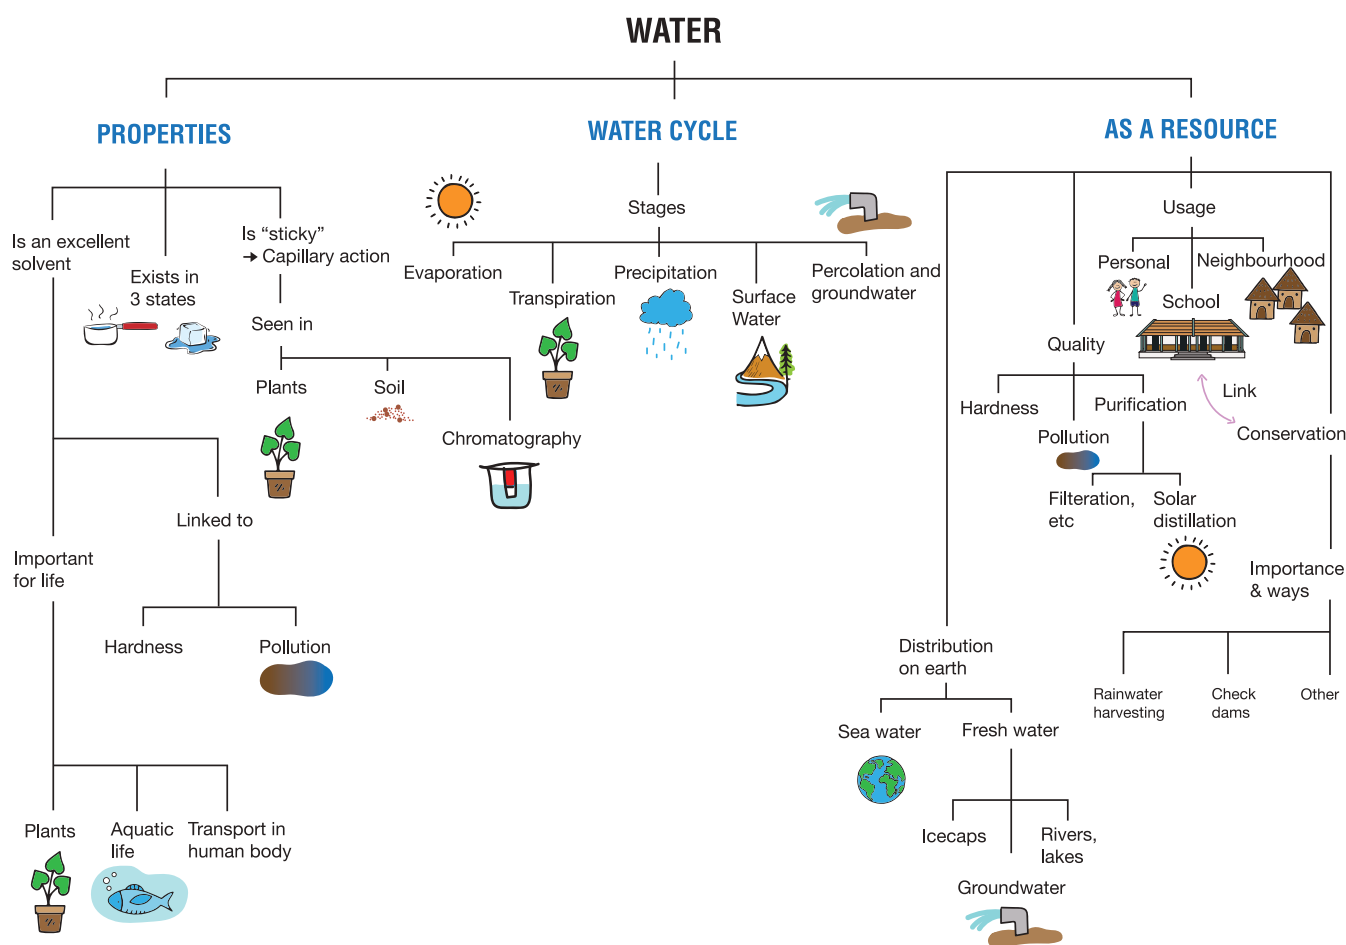 WATER
PROPERTIES
WATER CYCLE
AS A RESOURCE
Is an excellent
solvent
Exists in
3 states
Is “sticky”
→ Capillary action
Seen in
Plants
Soil
Chromatography
Linked to
Hardness
Pollution
Important
for life
Plants
Aquatic
life
Transport in
human body
Stages
Evaporation
Transpiration
Precipitation
Surface
Water
Percolation and
groundwater
Usage
Personal
School
Neighbourhood
Link
Conservation
Quality
Hardness
Pollution
Purification
Filteration,
etc
Solar
distillation
Importance
& ways
Rainwater
harvesting
Check
dams
Other
Distribution
on earth
Sea water
Fresh water
Icecaps
Groundwater
Rivers,
lakes